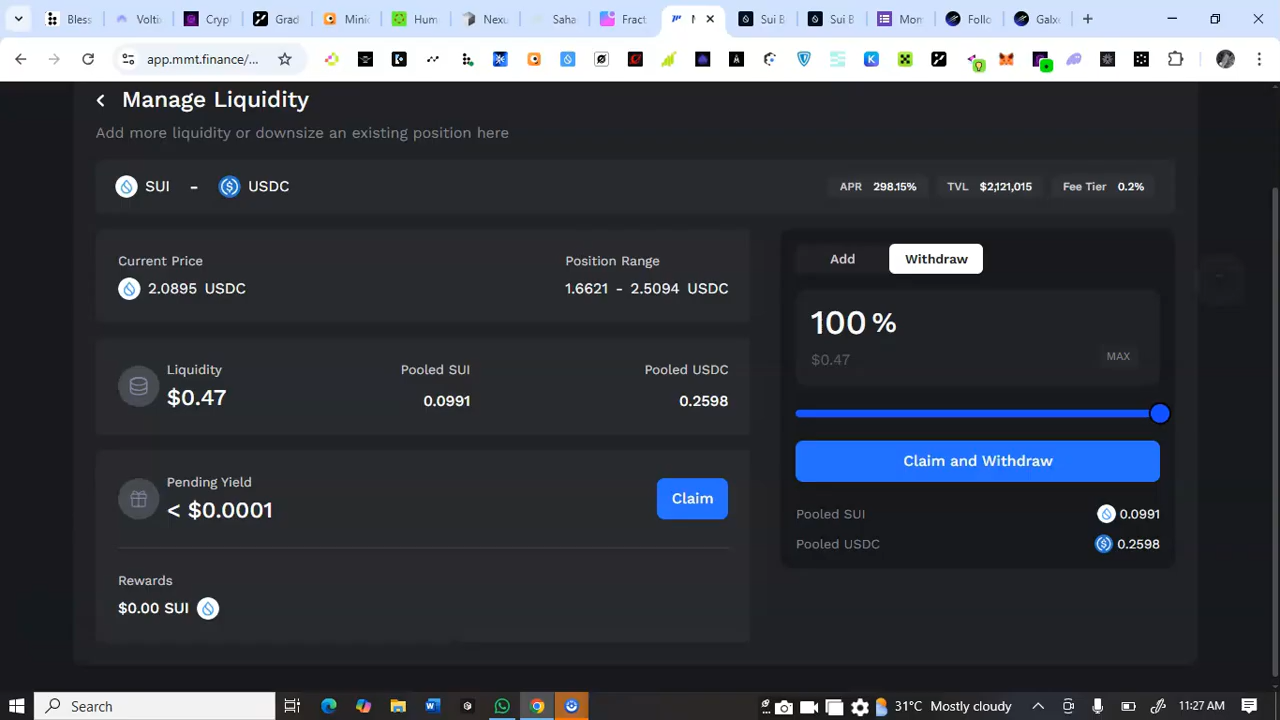 Bless
Volti
Cryp
Grad
Minic
Hum
Nexu
Saha
Fract
Sui B
Sui B
Mon
Follo
Galxe
app.mmt.finance/...
Manage Liquidity
Add more liquidity or downsize an existing position here
SUI - USDC
APR 298.15%
TVL $2,121,015
Fee Tier 0.2%
Current Price
2.0895 USDC
Position Range
1.6621 - 2.5094 USDC
Add
Withdraw
100 %
$0.47
MAX
Liquidity
$0.47
Pooled SUI
0.0991
Pooled USDC
0.2598
Claim and Withdraw
Pooled SUI 0.0991
Pooled USDC 0.2598
Pending Yield
< $0.0001
Claim
Rewards
$0.00 SUI
Search
31°C Mostly cloudy
11:27 AM